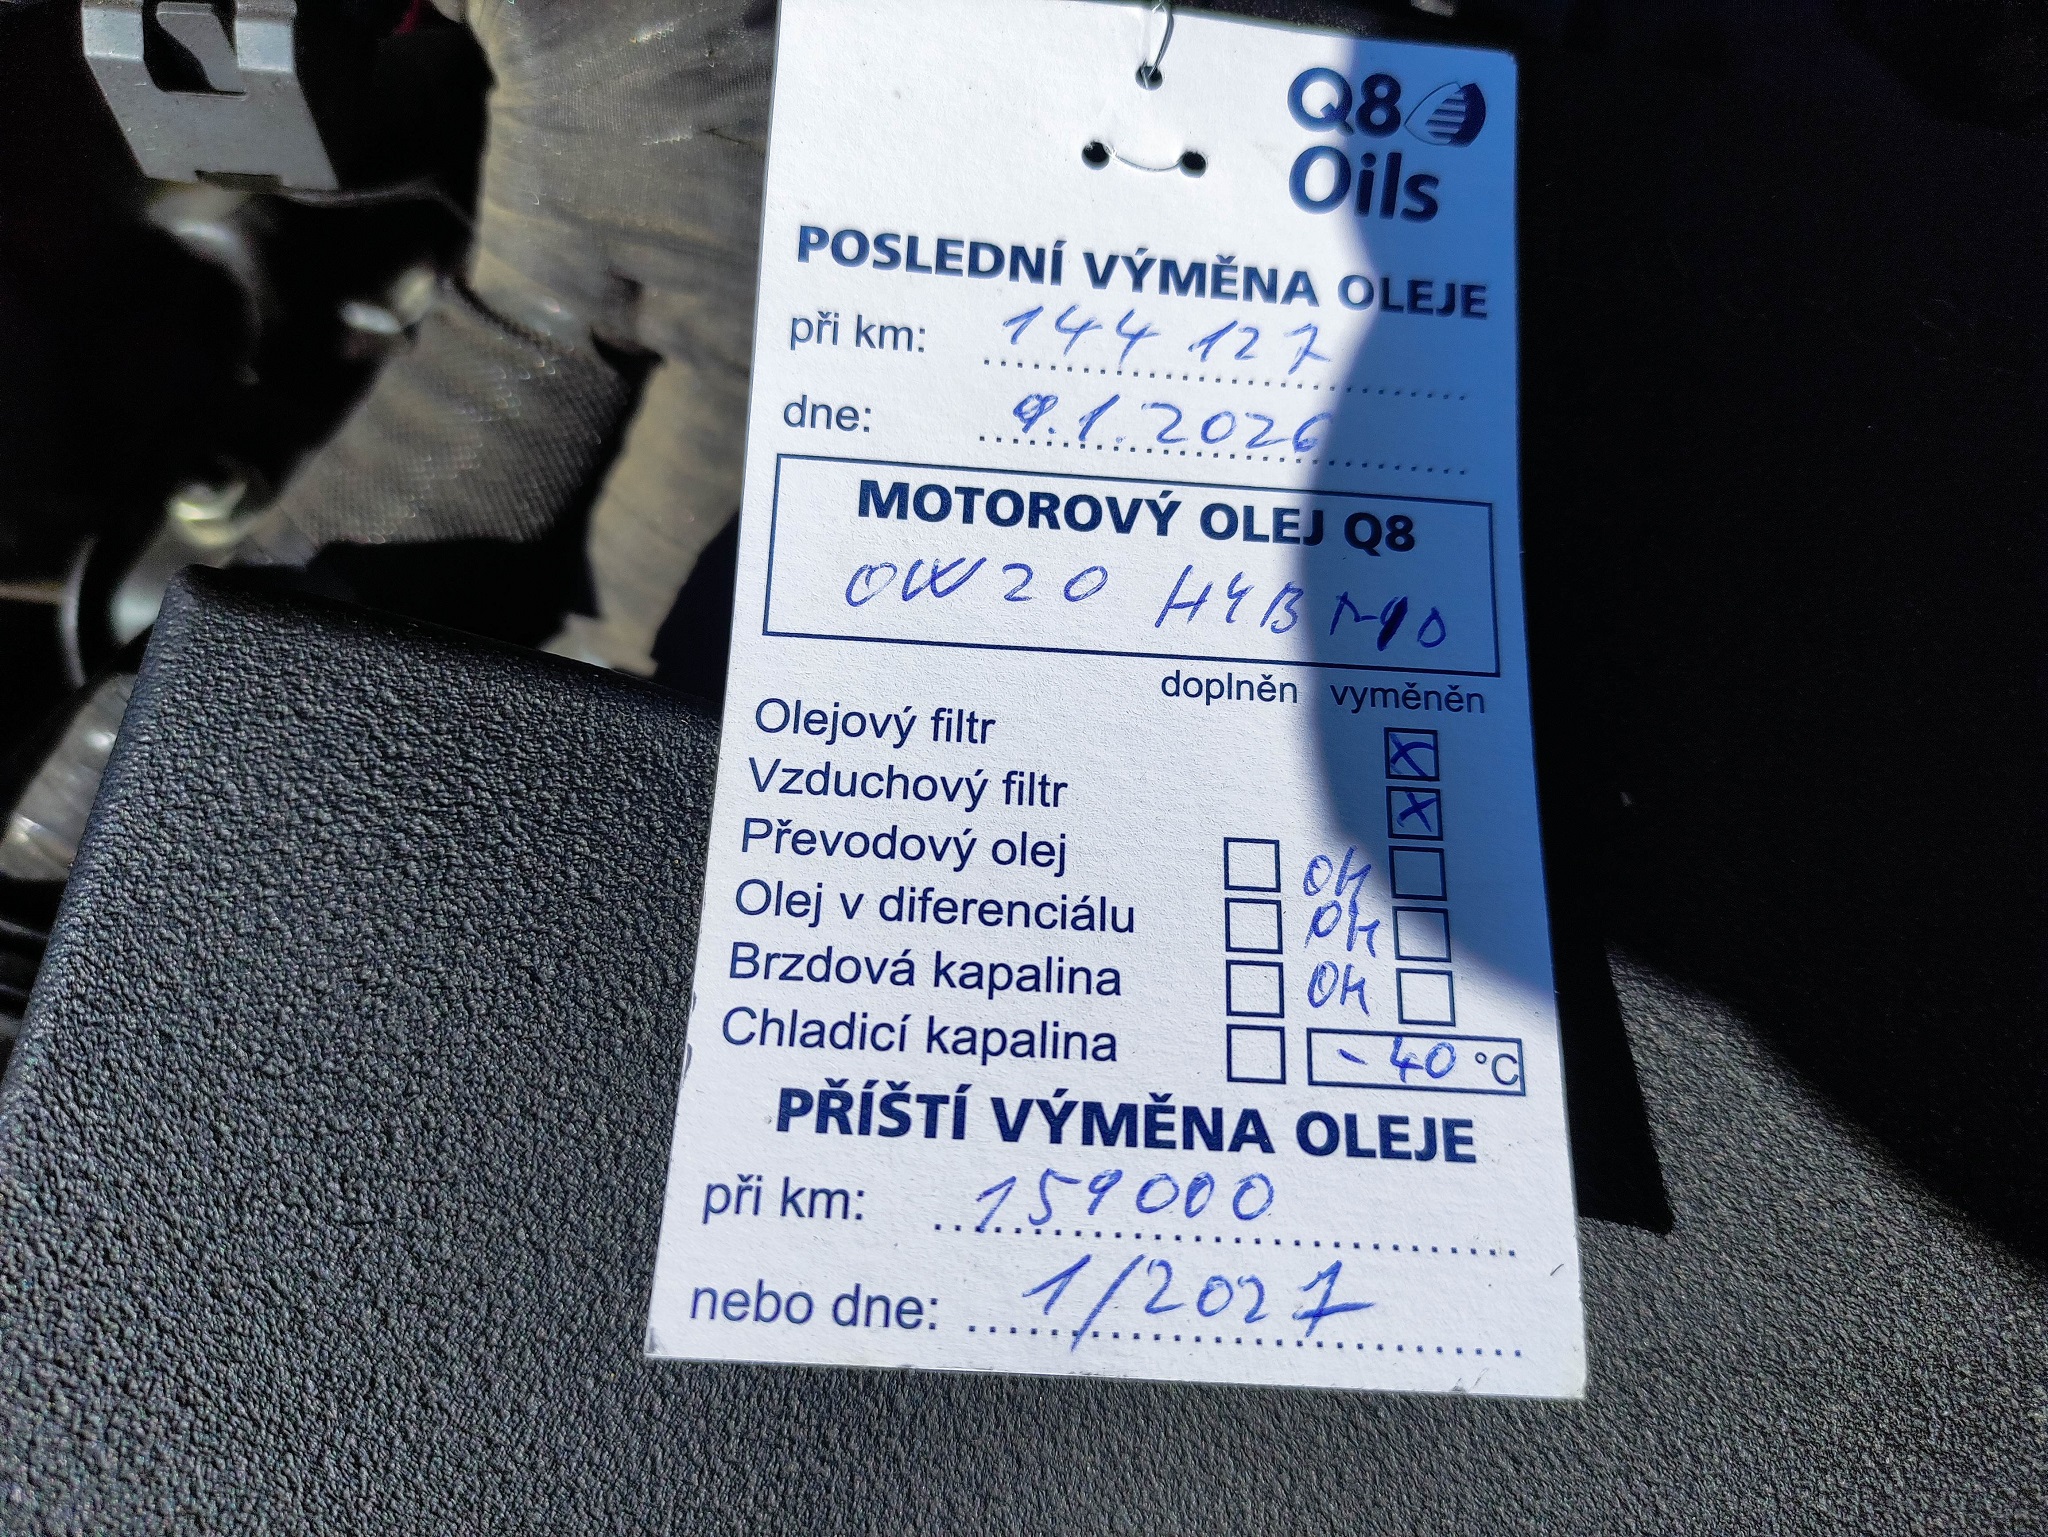 Q8
Oils
POSLEDNÍ VÝMĚNA OLEJE
při km: 144 127
dne: 9.1.2026
MOTOROVÝ OLEJ Q8
0W20 HYBRID
doplněn vyměněn
Olejový filtr X
Vzduchový filtr X
Převodový olej OK
Olej v diferenciálu OK
Brzdová kapalina OK
Chladicí kapalina -40 °C
PŘÍŠTÍ VÝMĚNA OLEJE
při km: 159000
nebo dne: 1/2027